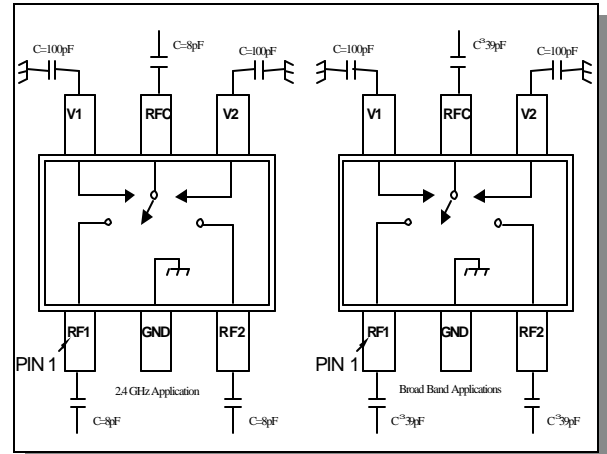 C=8pF
C=100pF
C=100pF
V1
RFC
V2
RF1
GND
RF2
PIN 1
2.4 GHz Application
C=8pF
C=8pF
C³39pF
C=100pF
C=100pF
V1
RFC
V2
RF1
GND
RF2
PIN 1
Broad Band Applications
C³39pF
C³39pF